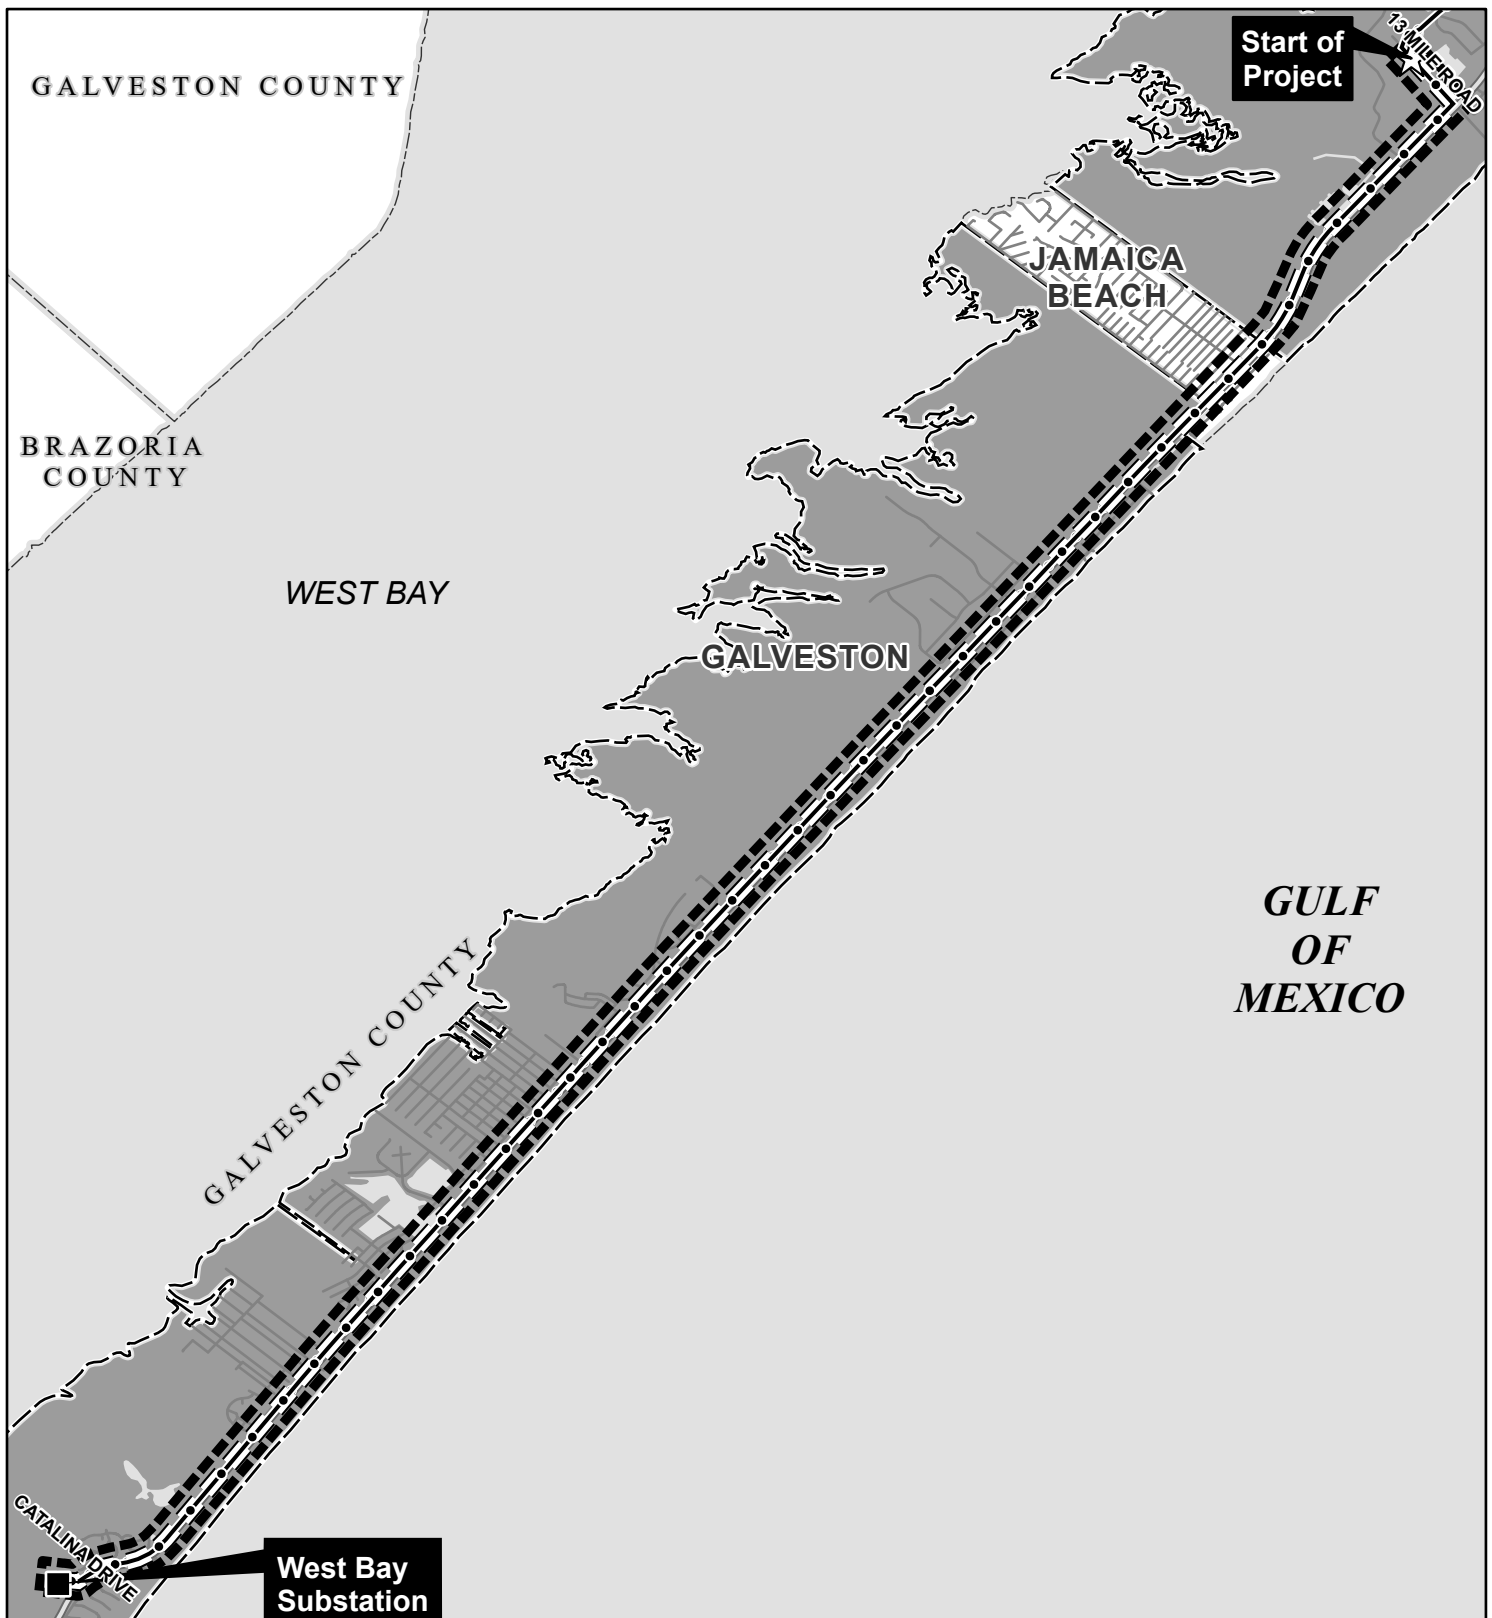 Start of
Project
13 MILE ROAD
GALVESTON COUNTY
JAMAICA
BEACH
BRAZORIA
COUNTY
WEST BAY
GALVESTON
GULF
OF
MEXICO
GALVESTON COUNTY
CATALINA DRIVE
West Bay
Substation